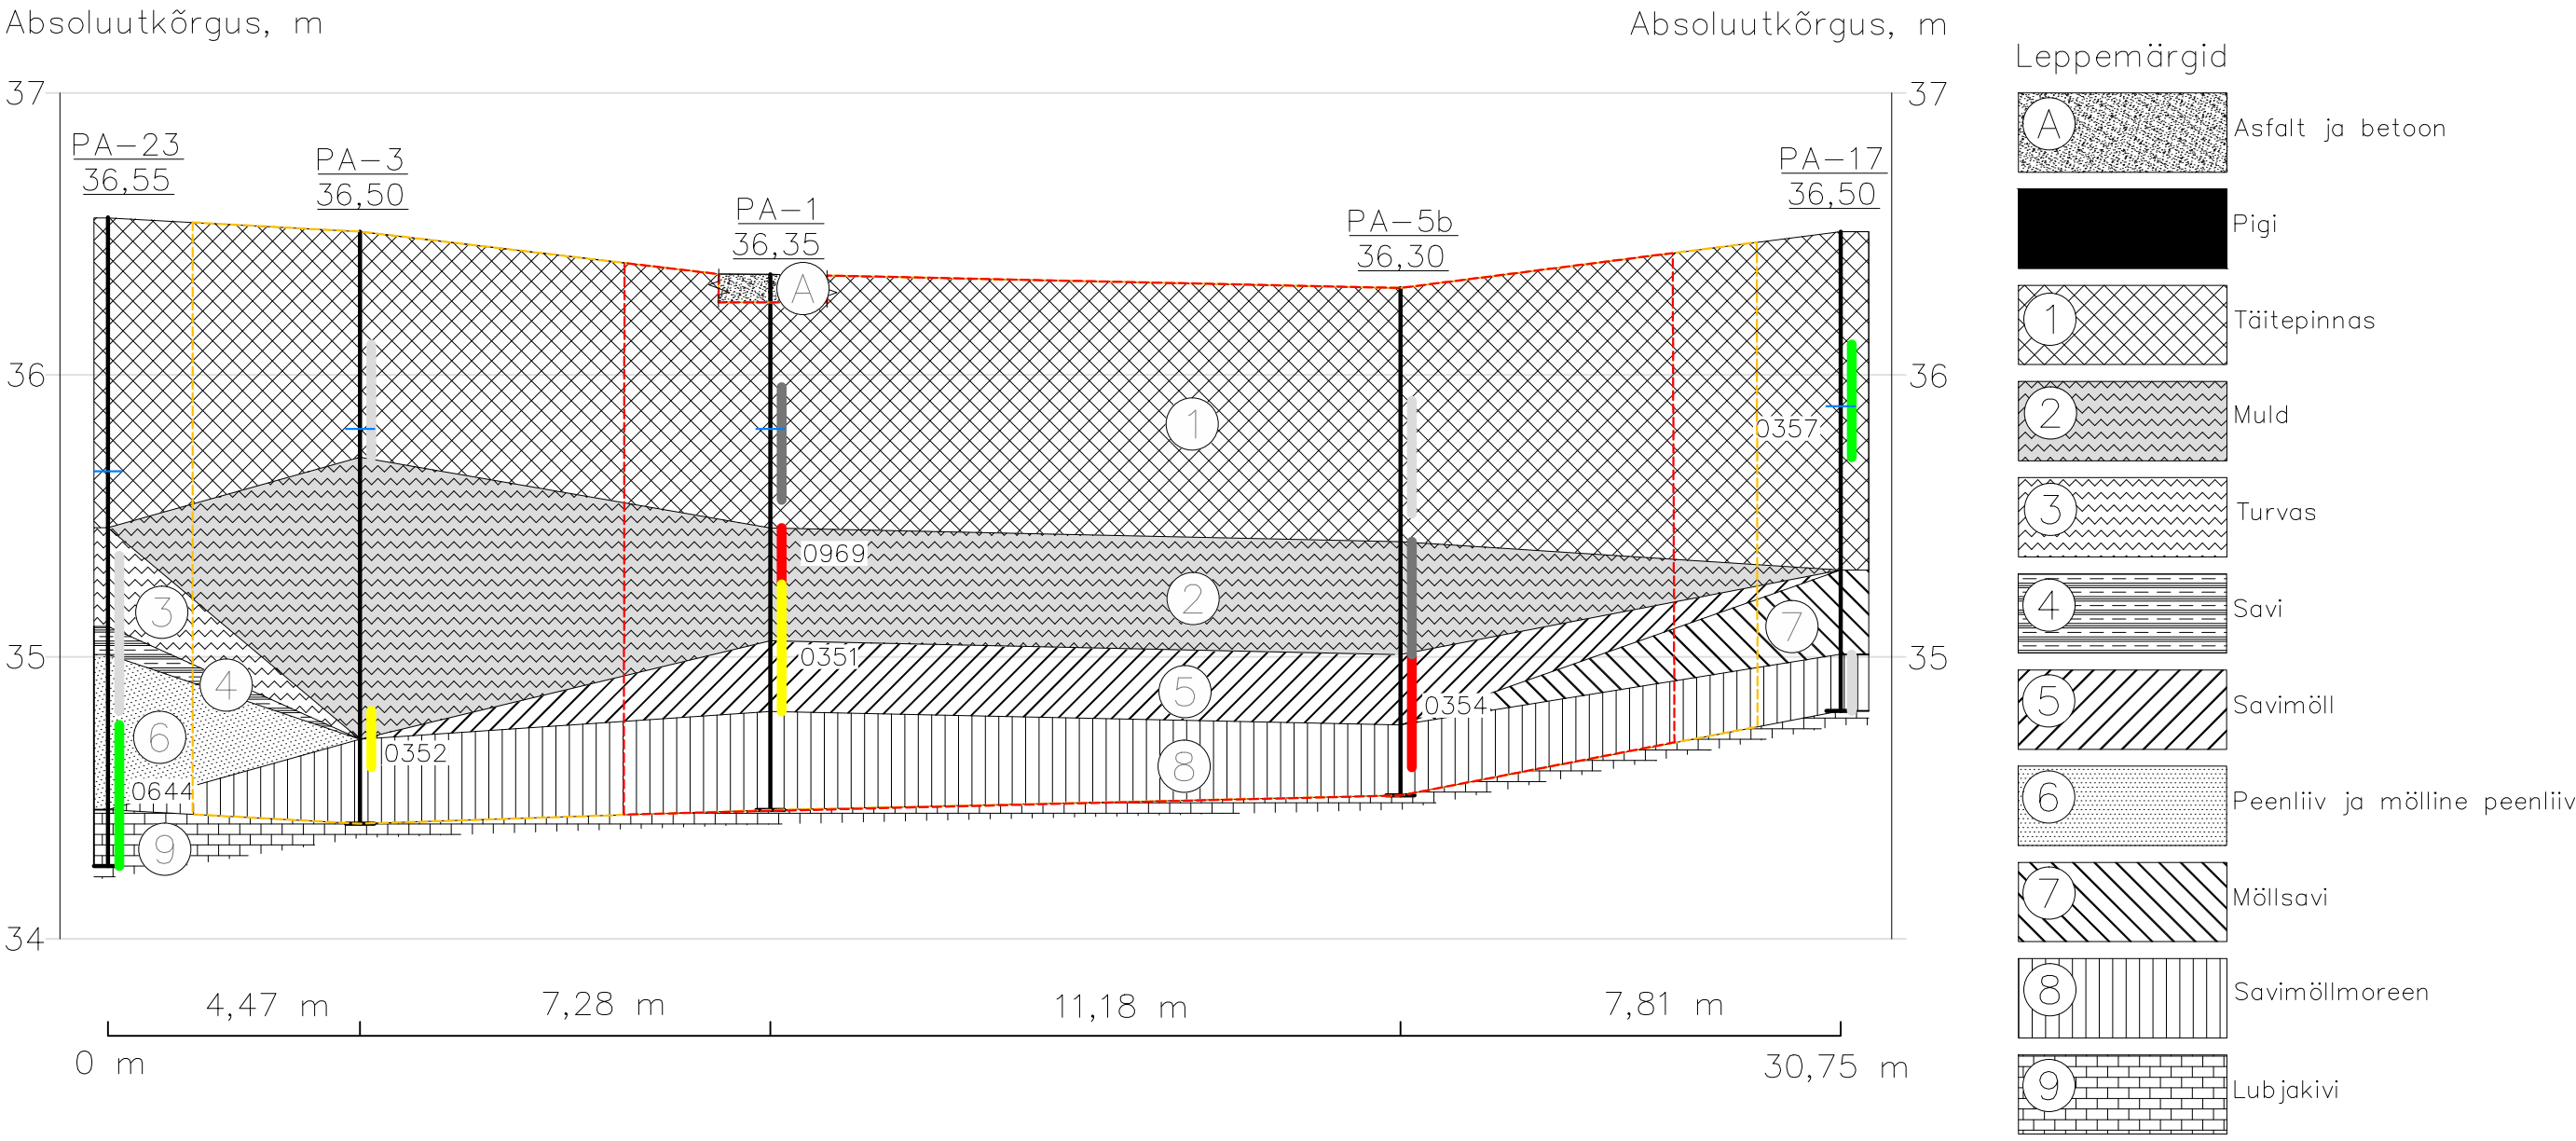 Absoluutkõrgus, m
Absoluutkõrgus, m
37
37
36
36
35
35
34
PA-23
36,55
PA-3
36,50
PA-1
36,35
PA-5b
36,30
PA-17
36,50
A
1
2
3
4
5
6
7
8
9
0357
0969
0351
0354
0352
0644
4,47 m
7,28 m
11,18 m
7,81 m
0 m
30,75 m
Leppemärgid
A Asfalt ja betoon
Pigi
1 Täitepinnas
2 Muld
3 Turvas
4 Savi
5 Savimöll
6 Peenliiv ja mölline peenliiv
7 Möllsavi
8 Savimöllmoreen
9 Lubjakivi